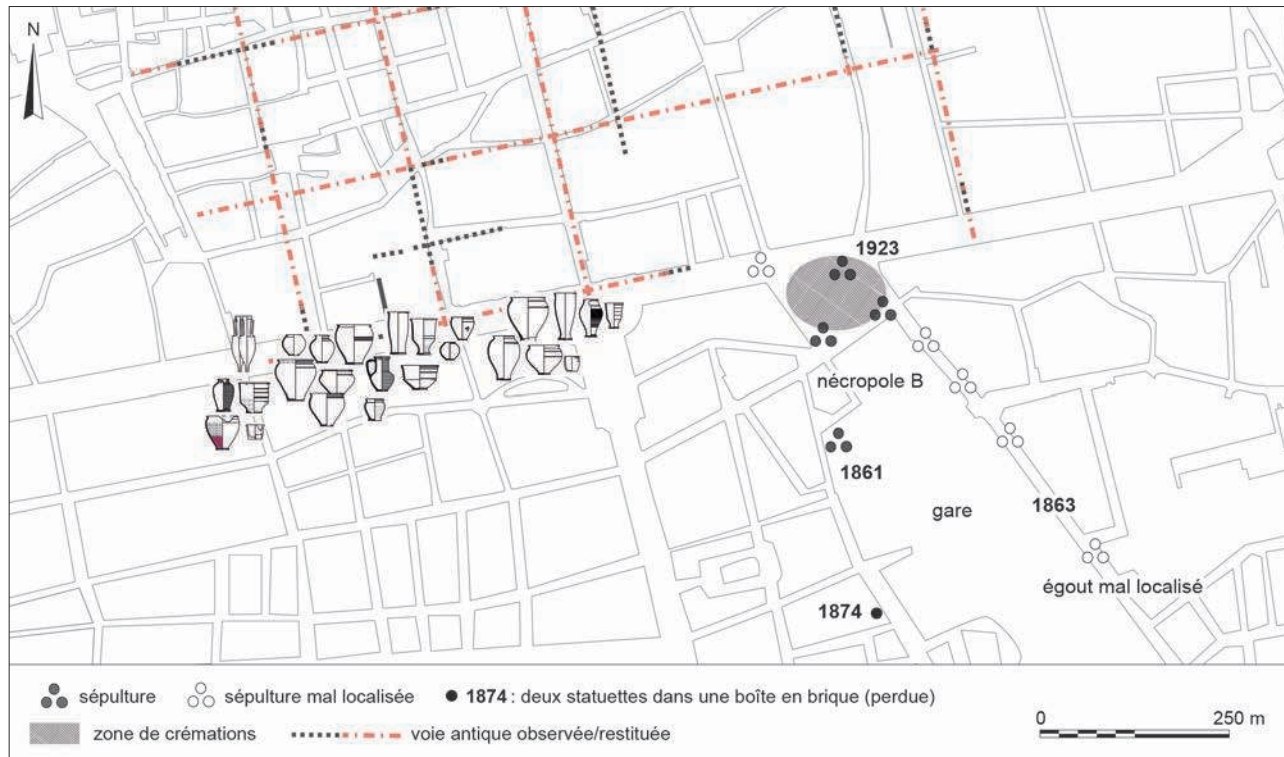 N
1923
nécropole B
1861
gare
1863
égout mal localisé
1874
sépulture
sépulture mal localisée
1874 : deux statuettes dans une boîte en brique (perdue)
0 250 m
zone de crémations
voie antique observée/restituée